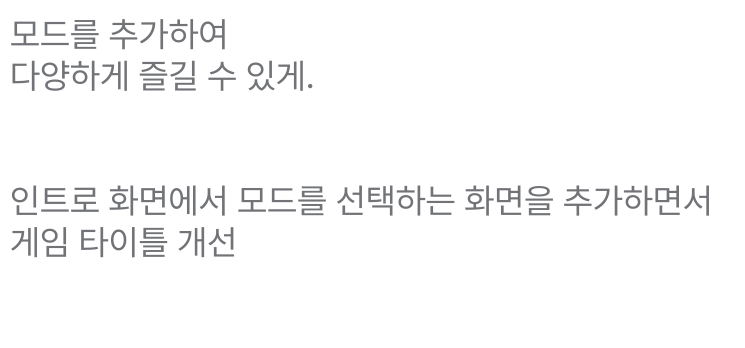 모드를 추가하여
다양하게 즐길 수 있게.
인트로 화면에서 모드를 선택하는 화면을 추가하면서
게임 타이틀 개선